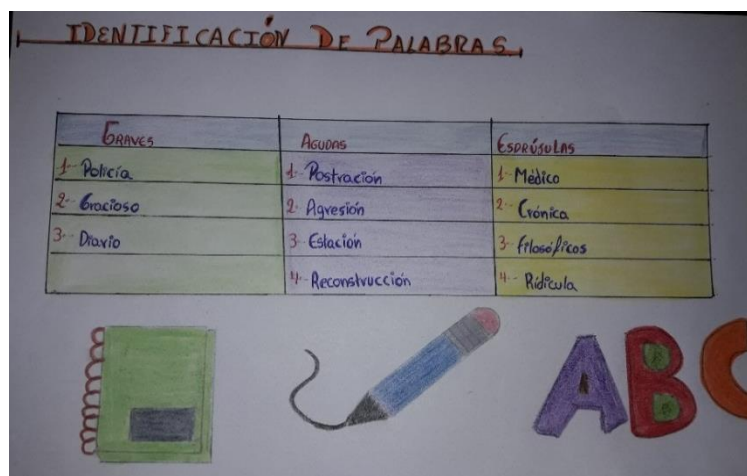 IDENTIFICACIÓN DE PALABRAS
GRAVES AGUDAS ESDRÚJULAS
1- Policía 1- Postración 1- Médico
2- Gracioso 2- Agresión 2- Crónica
3- Diario 3- Estación 3- Filosóficos
4- Reconstrucción 4- Rídicula
ABC